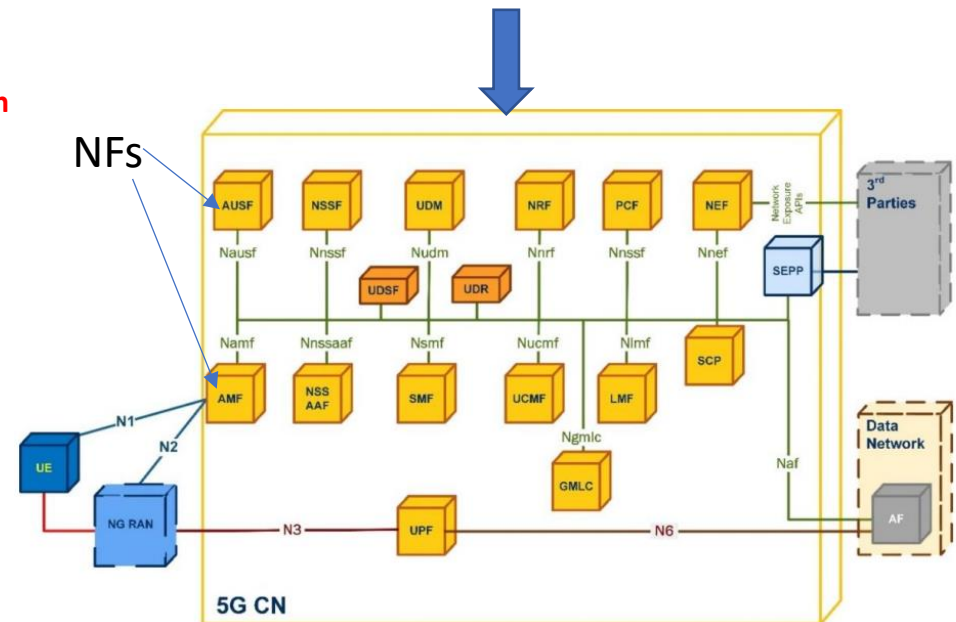 n
NFs
AUSF
NSSF
UDM
NRF
PCF
NEF
Network
Exposure
APIs
3rd
Parties
Nausf
Nnssf
Nudm
Nnrf
Nnssf
Nnef
SEPP
UDSF
UDR
Namf
Nnssaaf
Nsmf
Nucmf
Nlmf
SCP
AMF
NSS
AAF
SMF
UCMF
LMF
N1
N2
UE
Ngmlc
GMLC
Naf
Data
Network
NG RAN
N3
UPF
N6
AF
5G CN